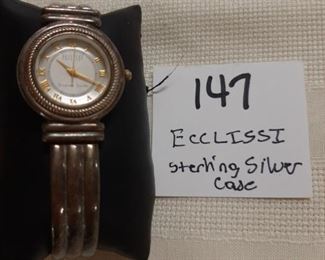 147
ECCLISSI
Sterling Silver
Case